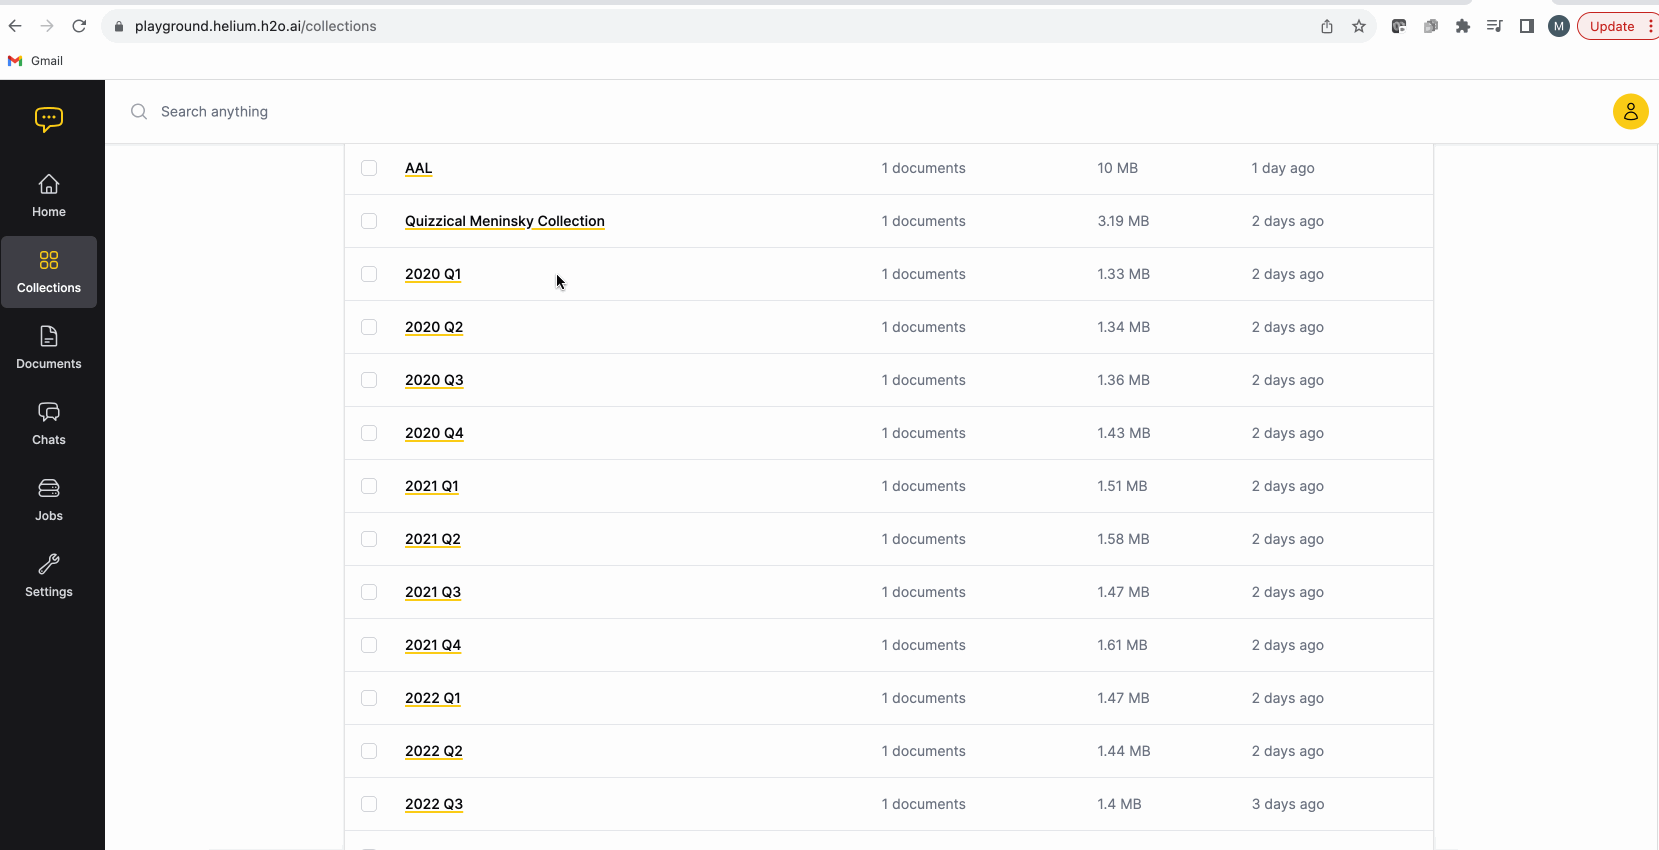 playground.helium.h2o.ai/collections
M
Update
Gmail
Search anything
Home
Collections
Documents
Chats
Jobs
Settings
AAL 1 documents 10 MB 1 day ago
Quizzical Meninsky Collection 1 documents 3.19 MB 2 days ago
2020 Q1 1 documents 1.33 MB 2 days ago
2020 Q2 1 documents 1.34 MB 2 days ago
2020 Q3 1 documents 1.36 MB 2 days ago
2020 Q4 1 documents 1.43 MB 2 days ago
2021 Q1 1 documents 1.51 MB 2 days ago
2021 Q2 1 documents 1.58 MB 2 days ago
2021 Q3 1 documents 1.47 MB 2 days ago
2021 Q4 1 documents 1.61 MB 2 days ago
2022 Q1 1 documents 1.47 MB 2 days ago
2022 Q2 1 documents 1.44 MB 2 days ago
2022 Q3 1 documents 1.4 MB 3 days ago